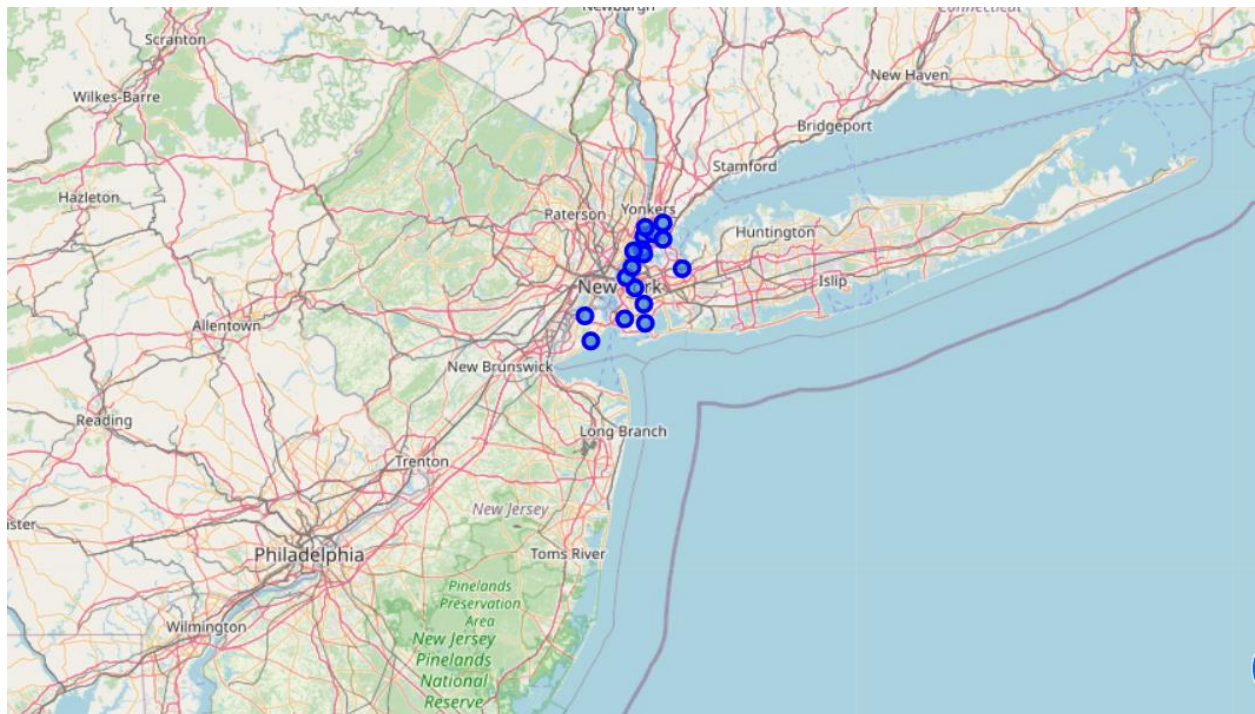 Newburgh
Connecticut
Scranton
New Haven
Wilkes-Barre
Bridgeport
Stamford
Hazleton
Paterson
Yonkers
Huntington
Islip
New York
Allentown
New Brunswick
Reading
Long Branch
Trenton
New Jersey
Philadelphia
Toms River
Pinelands
Preservation
Area
Wilmington
New Jersey
Pinelands
National
Reserve